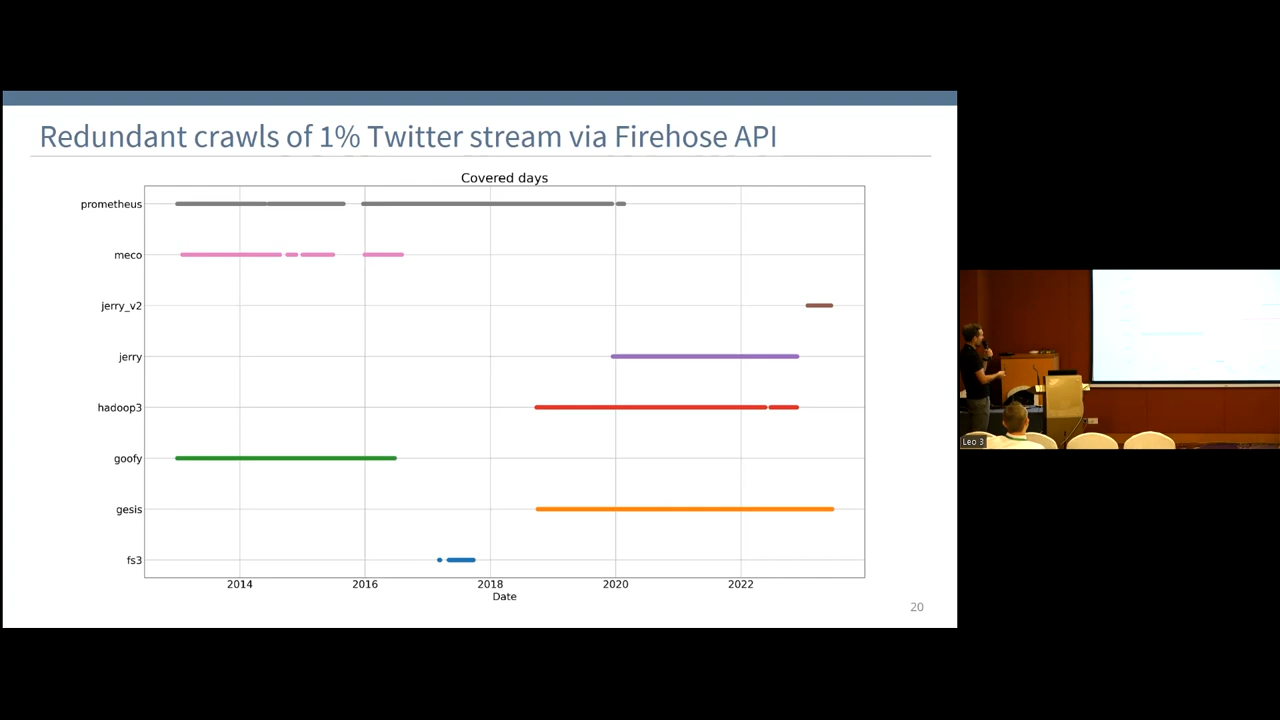 Redundant crawls of 1% Twitter stream via Firehose API
Covered days
prometheus
meco
jerry_v2
jerry
hadoop3
goofy
gesis
fs3
2014 2016 2018 2020 2022
Date
20
Leo 3